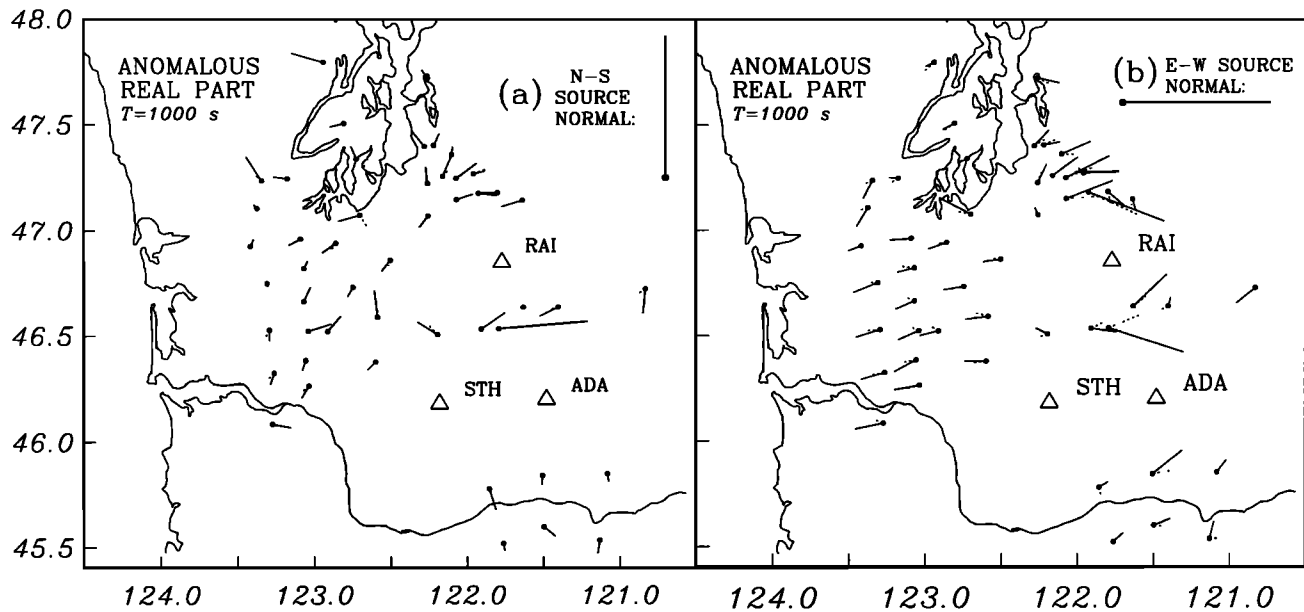 48.0
47.5
47.0
46.5
46.0
45.5
ANOMALOUS
REAL PART
T=1000 s
(a)
N-S
SOURCE
NORMAL:
RAI
STH
ADA
124.0
123.0
122.0
121.0
ANOMALOUS
REAL PART
T=1000 s
(b)
E-W SOURCE
NORMAL:
RAI
STH
ADA
124.0
123.0
122.0
121.0